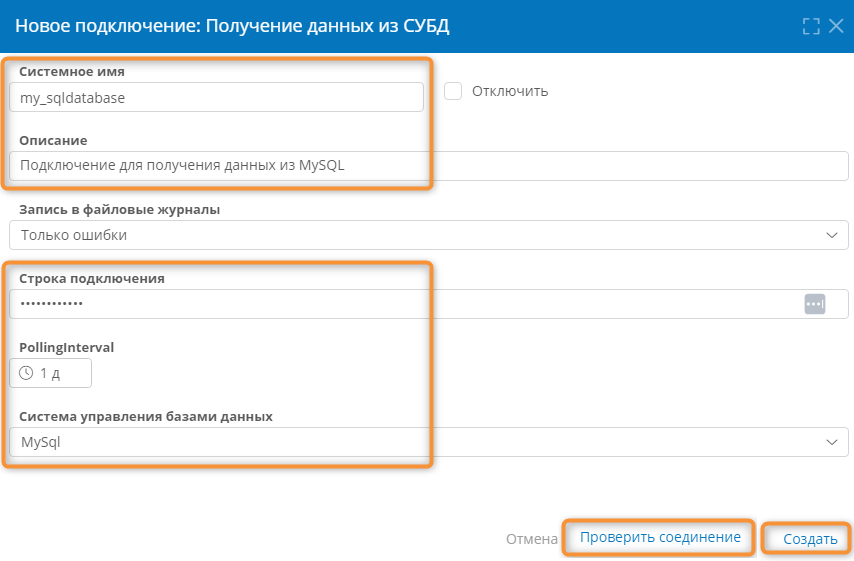 Новое подключение: Получение данных из СУБД
Системное имя
my_sqldatabase
Отключить
Описание
Подключение для получения данных из MySQL
Запись в файловые журналы
Только ошибки
Строка подключения
••••••••••••
PollingInterval
1 д
Система управления базами данных
MySql
Отмена
Проверить соединение
Создать